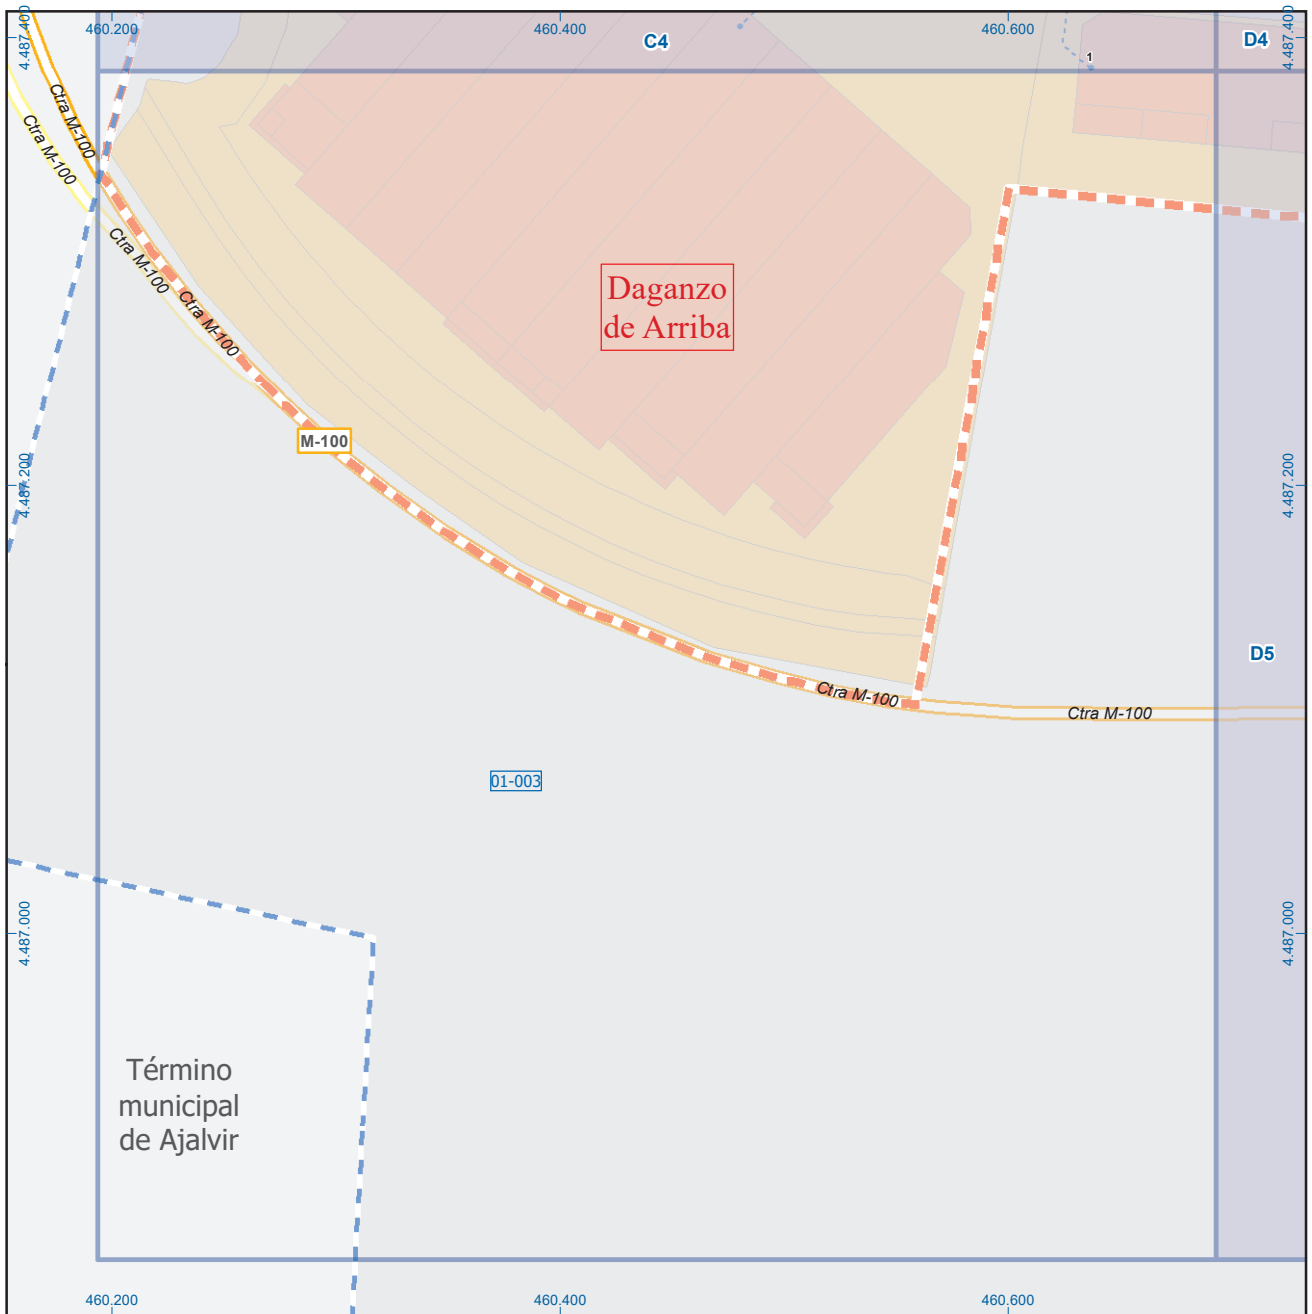 460.200
460.400
460.600
C4
D4
4.487.400
4.487.400
1
Ctra M-100
Ctra M-100
Ctra M-100
Ctra M-100
Daganzo
de Arriba
M-100
4.487.200
4.487.200
D5
Ctra M-100
Ctra M-100
01-003
4.487.000
4.487.000
Término
municipal
de Ajalvir
460.200
460.400
460.600